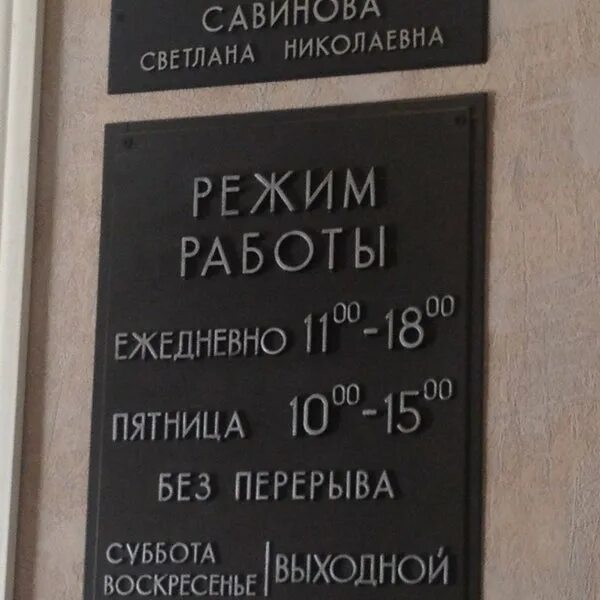 САВИНОВА
СВЕТЛАНА НИКОЛАЕВНА
РЕЖИМ
РАБОТЫ
ЕЖЕДНЕВНО 11⁰⁰-18⁰⁰
ПЯТНИЦА 10⁰⁰-15⁰⁰
БЕЗ ПЕРЕРЫВА
СУББОТА
ВОСКРЕСЕНЬЕ | ВЫХОДНОЙ